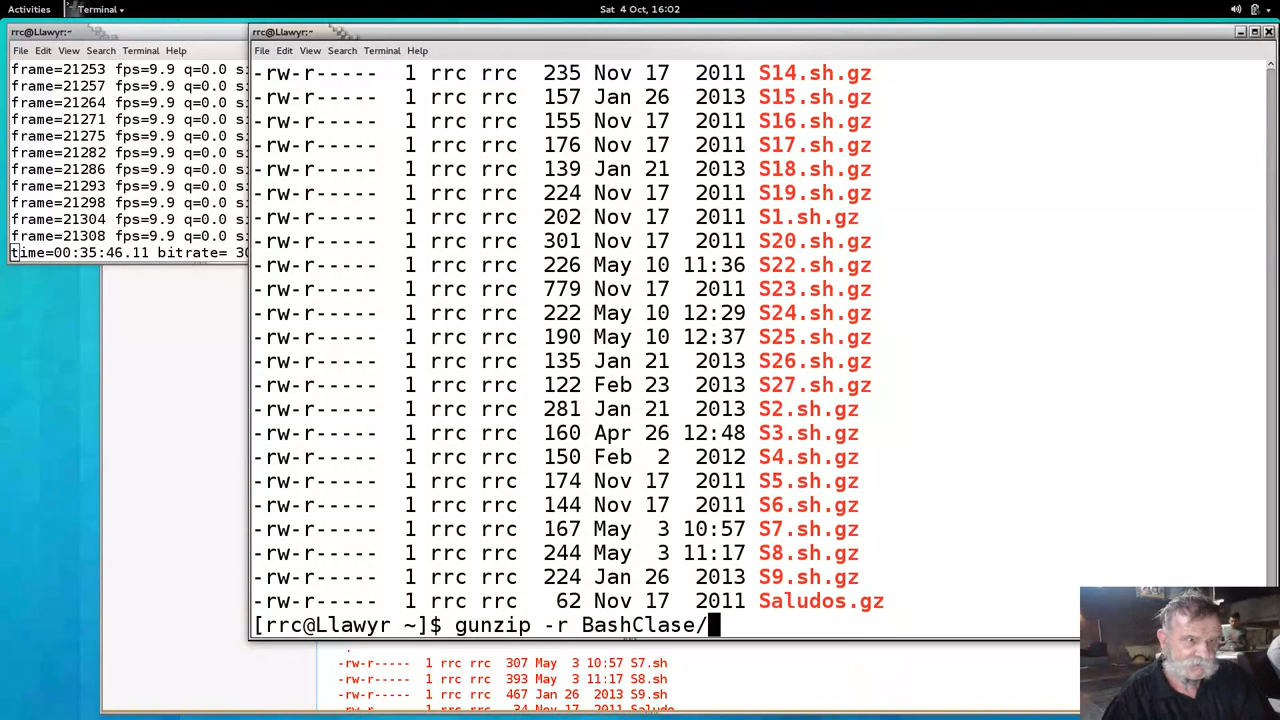 Activities
Terminal
Sat 4 Oct, 16:02
rrc@Llawyr:~
File Edit View Search Terminal Help
frame=21253 fps=9.9 q=0.0 si
frame=21257 fps=9.9 q=0.0 si
frame=21264 fps=9.9 q=0.0 si
frame=21271 fps=9.9 q=0.0 si
frame=21275 fps=9.9 q=0.0 si
frame=21282 fps=9.9 q=0.0 si
frame=21286 fps=9.9 q=0.0 si
frame=21293 fps=9.9 q=0.0 si
frame=21298 fps=9.9 q=0.0 si
frame=21304 fps=9.9 q=0.0 si
frame=21308 fps=9.9 q=0.0 si
time=00:35:46.11 bitrate= 30
rrc@Llawyr:~
File Edit View Search Terminal Help
-rw-r----- 1 rrc rrc 235 Nov 17 2011 S14.sh.gz
-rw-r----- 1 rrc rrc 157 Jan 26 2013 S15.sh.gz
-rw-r----- 1 rrc rrc 155 Nov 17 2011 S16.sh.gz
-rw-r----- 1 rrc rrc 176 Nov 17 2011 S17.sh.gz
-rw-r----- 1 rrc rrc 139 Jan 21 2013 S18.sh.gz
-rw-r----- 1 rrc rrc 224 Nov 17 2011 S19.sh.gz
-rw-r----- 1 rrc rrc 202 Nov 17 2011 S1.sh.gz
-rw-r----- 1 rrc rrc 301 Nov 17 2011 S20.sh.gz
-rw-r----- 1 rrc rrc 226 May 10 11:36 S22.sh.gz
-rw-r----- 1 rrc rrc 779 Nov 17 2011 S23.sh.gz
-rw-r----- 1 rrc rrc 222 May 10 12:29 S24.sh.gz
-rw-r----- 1 rrc rrc 190 May 10 12:37 S25.sh.gz
-rw-r----- 1 rrc rrc 135 Jan 21 2013 S26.sh.gz
-rw-r----- 1 rrc rrc 122 Feb 23 2013 S27.sh.gz
-rw-r----- 1 rrc rrc 281 Jan 21 2013 S2.sh.gz
-rw-r----- 1 rrc rrc 160 Apr 26 12:48 S3.sh.gz
-rw-r----- 1 rrc rrc 150 Feb 2 2012 S4.sh.gz
-rw-r----- 1 rrc rrc 174 Nov 17 2011 S5.sh.gz
-rw-r----- 1 rrc rrc 144 Nov 17 2011 S6.sh.gz
-rw-r----- 1 rrc rrc 167 May 3 10:57 S7.sh.gz
-rw-r----- 1 rrc rrc 244 May 3 11:17 S8.sh.gz
-rw-r----- 1 rrc rrc 224 Jan 26 2013 S9.sh.gz
-rw-r----- 1 rrc rrc 62 Nov 17 2011 Saludos.gz
[rrc@Llawyr ~]$ gunzip -r BashClase/
-rw-r----- 1 rrc rrc 307 May 3 10:57 S7.sh
-rw-r----- 1 rrc rrc 393 May 3 11:17 S8.sh
-rw-r----- 1 rrc rrc 467 Jan 26 2013 S9.sh
-rw-r----- 1 rrc rrc 34 Nov 17 2011 Saludo